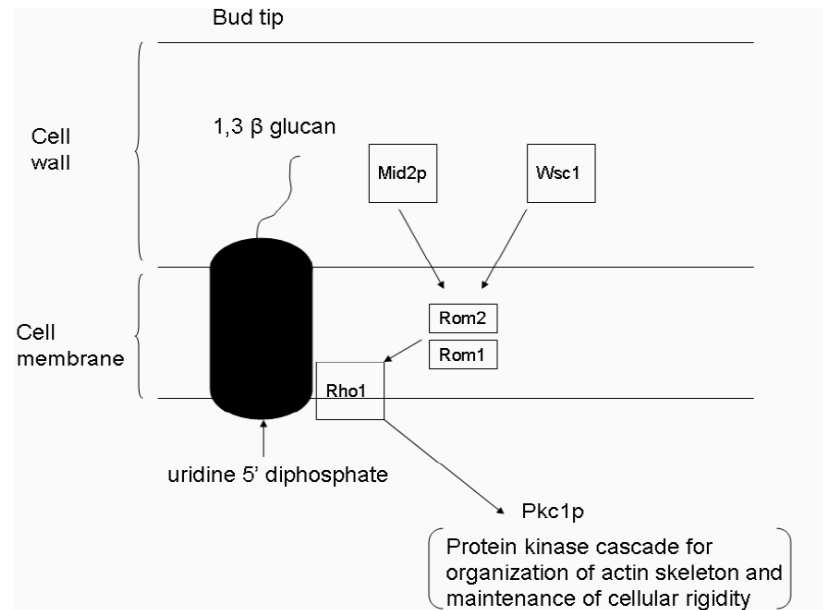 Bud tip
Cell
wall
1,3 β glucan
Mid2p
Wsc1
Cell
membrane
Rom2
Rom1
Rho1
uridine 5’ diphosphate
Pkc1p
Protein kinase cascade for
organization of actin skeleton and
maintenance of cellular rigidity